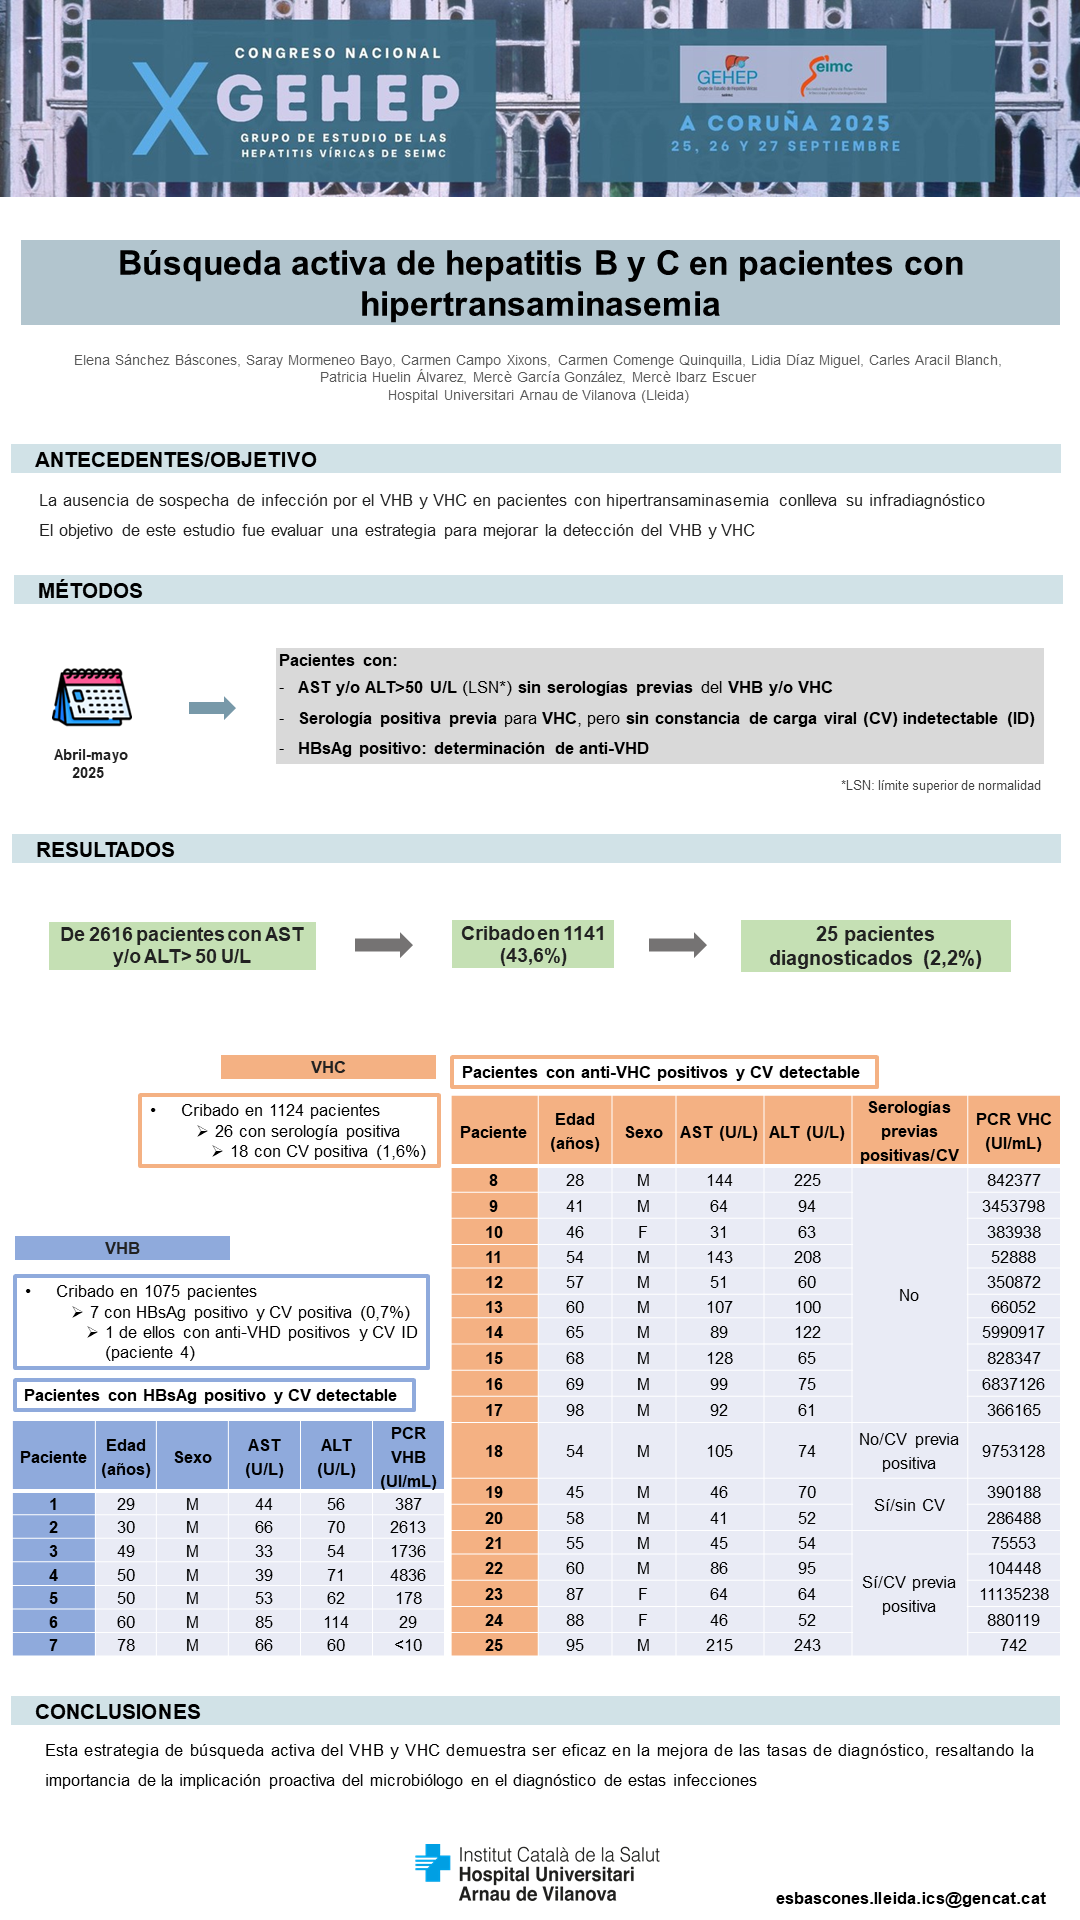 CONGRESO NACIONAL
X GEHEP
GRUPO DE ESTUDIO DE LAS
HEPATITIS VÍRICAS DE SEIMC
GEHEP
Seimc
A CORUÑA 2025
25, 26 Y 27 SEPTIEMBRE
Búsqueda activa de hepatitis B y C en pacientes con
hipertransaminasemia
Elena Sánchez Báscones, Saray Mormeneo Bayo, Carmen Campo Xixons, Carmen Comenge Quinquilla, Lidia Díaz Miguel, Carles Aracil Blanch,
Patricia Huelin Álvarez, Mercè García González, Mercè Ibarz Escuer
Hospital Universitari Arnau de Vilanova (Lleida)
ANTECEDENTES/OBJETIVO
La ausencia de sospecha de infección por el VHB y VHC en pacientes con hipertransaminasemia conlleva su infradiagnóstico
El objetivo de este estudio fue evaluar una estrategia para mejorar la detección del VHB y VHC
MÉTODOS
Abril-mayo
2025
Pacientes con:
- AST y/o ALT>50 U/L (LSN*) sin serologías previas del VHB y/o VHC
- Serología positiva previa para VHC, pero sin constancia de carga viral (CV) indetectable (ID)
- HBsAg positivo: determinación de anti-VHD
*LSN: límite superior de normalidad
RESULTADOS
De 2616 pacientes con AST
y/o ALT> 50 U/L
Cribado en 1141
(43,6%)
25 pacientes
diagnosticados (2,2%)
VHC
• Cribado en 1124 pacientes
➢ 26 con serología positiva
➢ 18 con CV positiva (1,6%)
VHB
• Cribado en 1075 pacientes
➢ 7 con HBsAg positivo y CV positiva (0,7%)
➢ 1 de ellos con anti-VHD positivos y CV ID
(paciente 4)
Pacientes con HBsAg positivo y CV detectable
Paciente Edad (años) Sexo AST (U/L) ALT (U/L) PCR VHB (UI/mL)
1 29 M 44 56 387
2 30 M 66 70 2613
3 49 M 33 54 1736
4 50 M 39 71 4836
5 50 M 53 62 178
6 60 M 85 114 29
7 78 M 66 60 <10
Pacientes con anti-VHC positivos y CV detectable
Paciente Edad (años) Sexo AST (U/L) ALT (U/L) Serologías previas positivas/CV PCR VHC (UI/mL)
8 28 M 144 225 No 842377
9 41 M 64 94 3453798
10 46 F 31 63 383938
11 54 M 143 208 52888
12 57 M 51 60 350872
13 60 M 107 100 66052
14 65 M 89 122 5990917
15 68 M 128 65 828347
16 69 M 99 75 6837126
17 98 M 92 61 366165
18 54 M 105 74 No/CV previa positiva 9753128
19 45 M 46 70 Sí/sin CV 390188
20 58 M 41 52 286488
21 55 M 45 54 Sí/CV previa positiva 75553
22 60 M 86 95 104448
23 87 F 64 64 11135238
24 88 F 46 52 880119
25 95 M 215 243 742
CONCLUSIONES
Esta estrategia de búsqueda activa del VHB y VHC demuestra ser eficaz en la mejora de las tasas de diagnóstico, resaltando la
importancia de la implicación proactiva del microbiólogo en el diagnóstico de estas infecciones
Institut Català de la Salut
Hospital Universitari
Arnau de Vilanova
esbascones.lleida.ics@gencat.cat